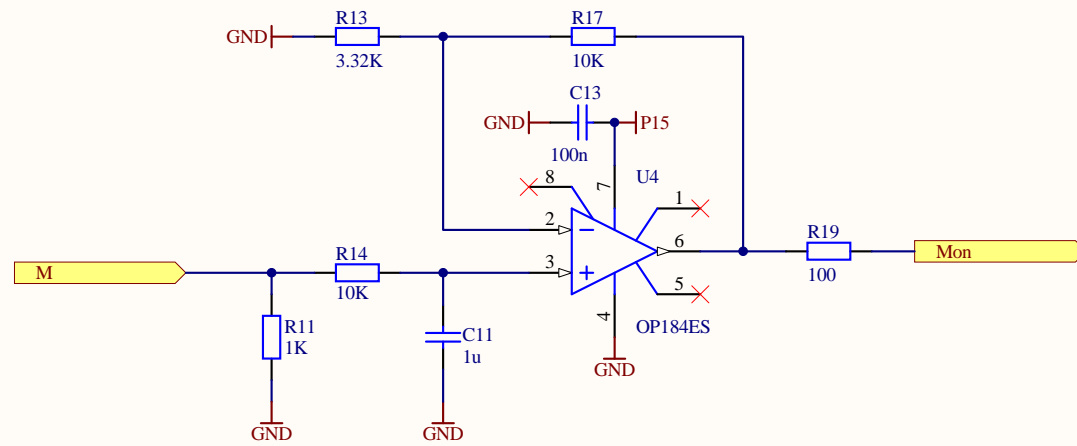 R13
R17
GND
3.32K
10K
C13
GND
P15
100n
8
7
U4
1
2
6
R19
R14
M
3
Mon
10K
100
5
R11
1K
C11
1u
4
OP184ES
GND
GND
GND